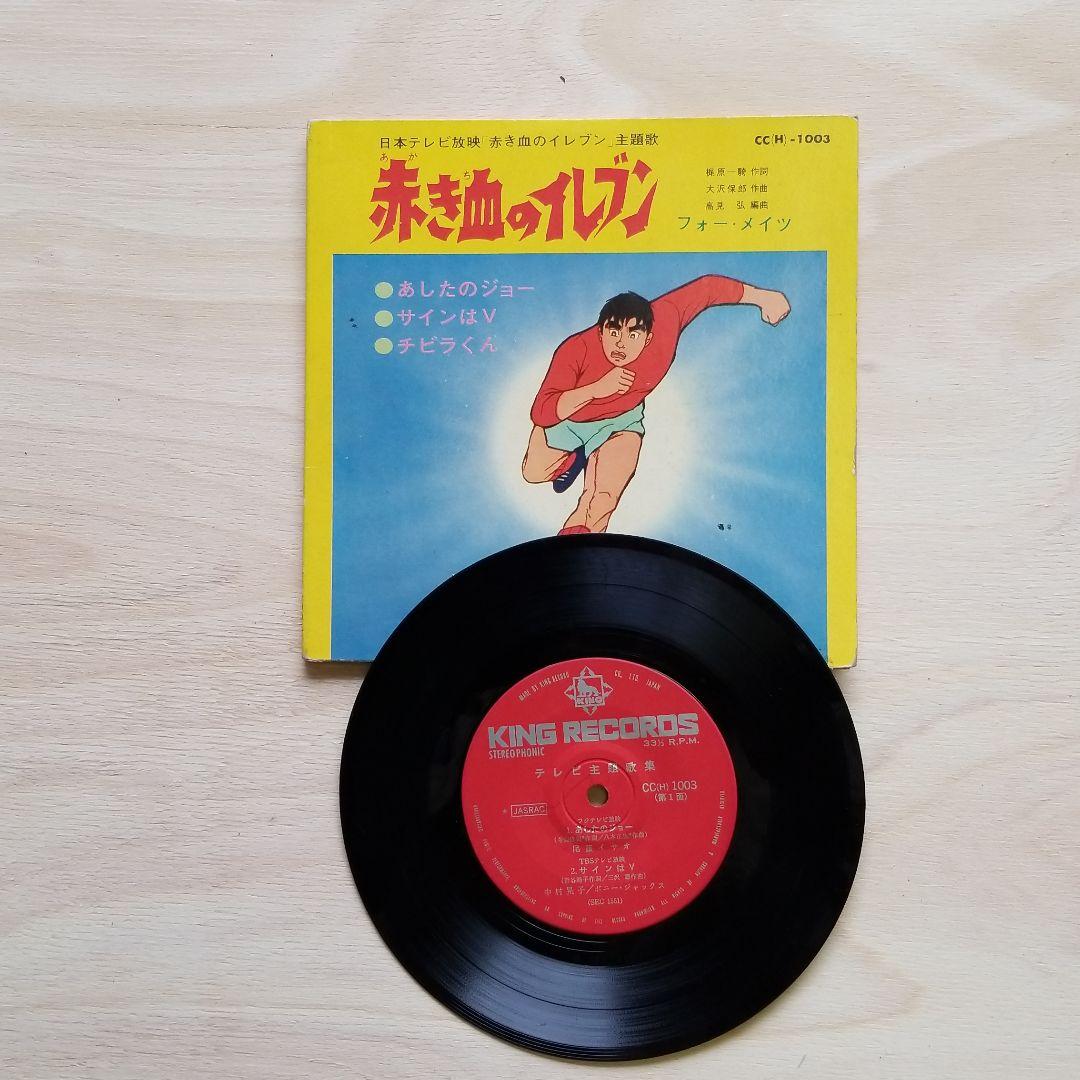 日本テレビ放映「赤き血のイレブン」主題歌
CC(H)-1003
あか ち
赤き血のイレブン
梶原一騎 作詞
大沢保郎 作曲
高見 弘 編曲
フォー・メイツ
●あしたのジョー
●サインはV
●チビラくん
MADE BY KING RECORD CO., LTD. JAPAN
KING
KING RECORDS
STEREOPHONIC
33⅓ R.P.M.
テレビ主題歌集
CC(H) 1003
(第1面)
* JASRAC
フジテレビ放映
1. あしたのジョー
尾藤イサオ
TBSテレビ放映
2. サインはV
中村晃子/ボニー・ジャックス